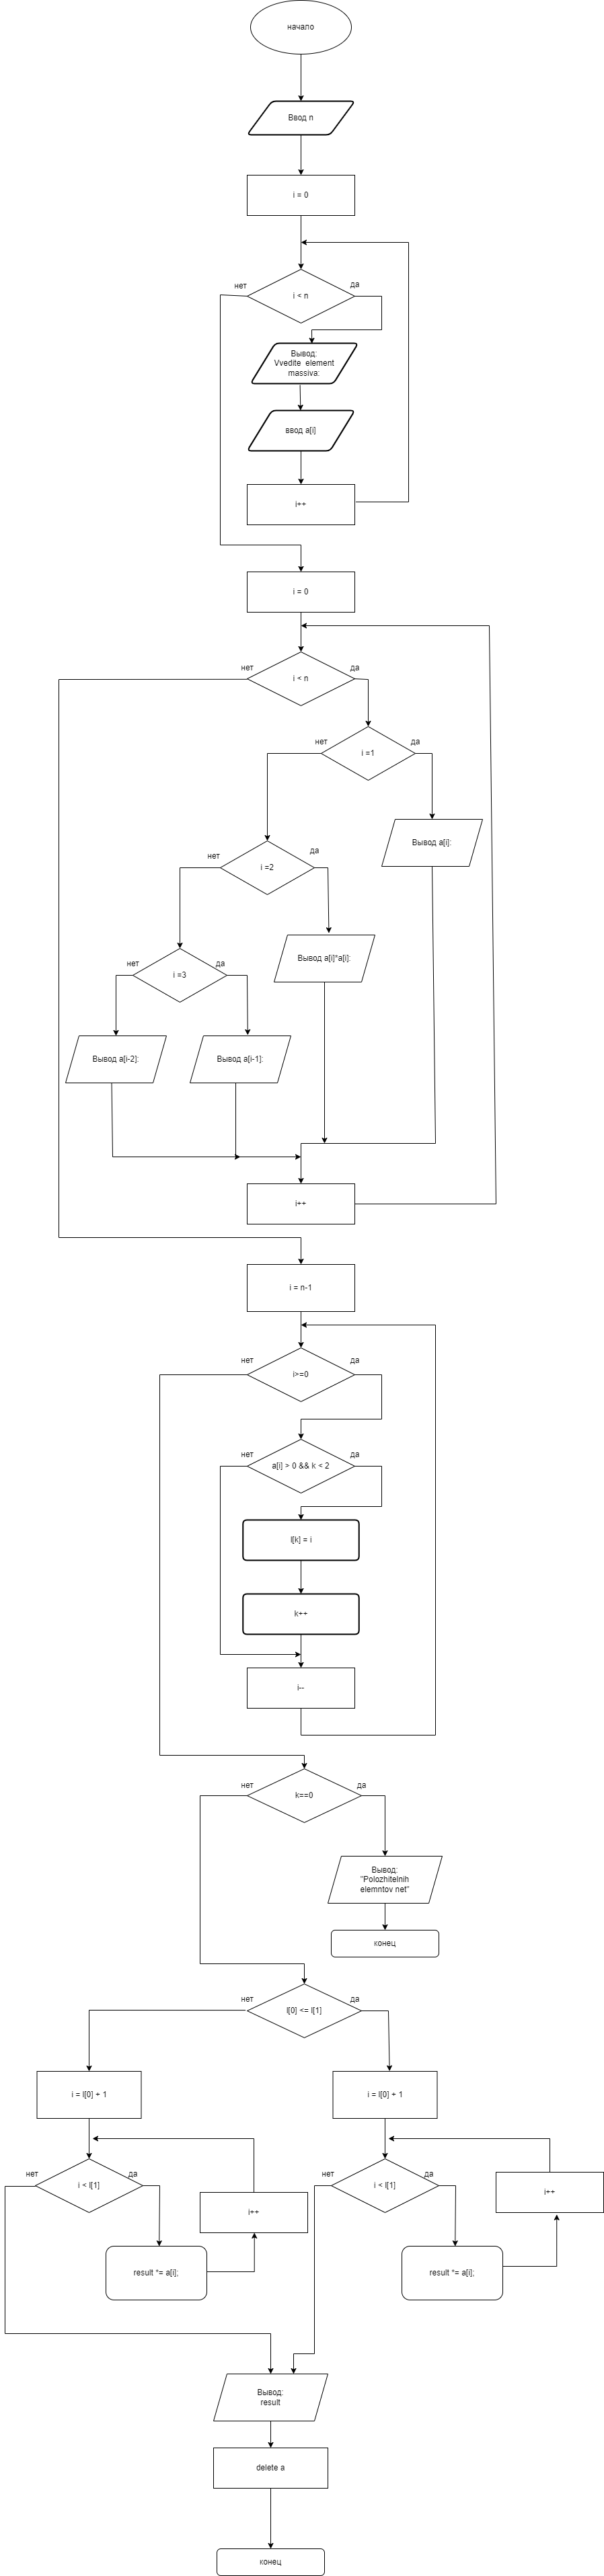 начало
Ввод n
i = 0
нет
да
i < n
Вывод:
Vvedite element
massiva:
ввод a[i]
i++
i = 0
нет
да
i < n
нет
да
i =1
Вывод a[i]:
нет
да
i =2
нет
да
Вывод a[i]*a[i]:
i =3
Вывод a[i-2]:
Вывод a[i-1]:
i++
i = n-1
нет
да
i>=0
нет
да
a[i] > 0 && k < 2
I[k] = i
k++
i--
нет
да
k==0
Вывод:
"Polozhitelnih
elemntov net"
конец
нет
да
I[0] <= I[1]
i = I[0] + 1
i = I[0] + 1
нет
да
нет
да
i < I[1]
i < I[1]
i++
i++
result *= a[i];
result *= a[i];
Вывод:
result
delete a
конец